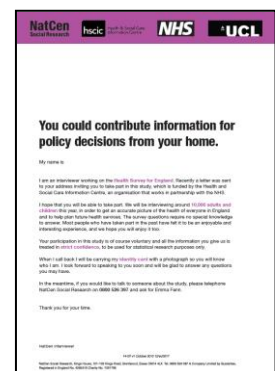 NatCen
Social Research
hscic
Health & Social Care
Information Centre
NHS
UCL
You could contribute information for
policy decisions from your home.
My name is
I am an interviewer working on the Health Survey for England. Recently a letter was sent
to your address inviting you to take part in this study, which is funded by the Health and
Social Care Information Centre, an organisation that works in partnership with the NHS.
I hope that you will be able to take part. We will be interviewing around 10,000 adults and
children this year, in order to get an accurate picture of the health of everyone in England
and to help plan future health services. The survey questions require no special knowledge
to answer. Most people who have taken part in the past have felt it to be an enjoyable and
interesting experience, and we hope you will enjoy it too.
Your participation in this study is of course voluntary and all the information you give us is
treated in strict confidence, to be used for statistical research purposes only.
When I call back I will be carrying my identity card with a photograph so you will know
who I am. I look forward to speaking to you soon and will be glad to answer any questions
you may have.
In the meantime, if you would like to talk to someone about the study, please telephone
NatCen Social Research on 0800 526 397 and ask for Emma Fenn.
Thank you for your time.
NatCen Interviewer